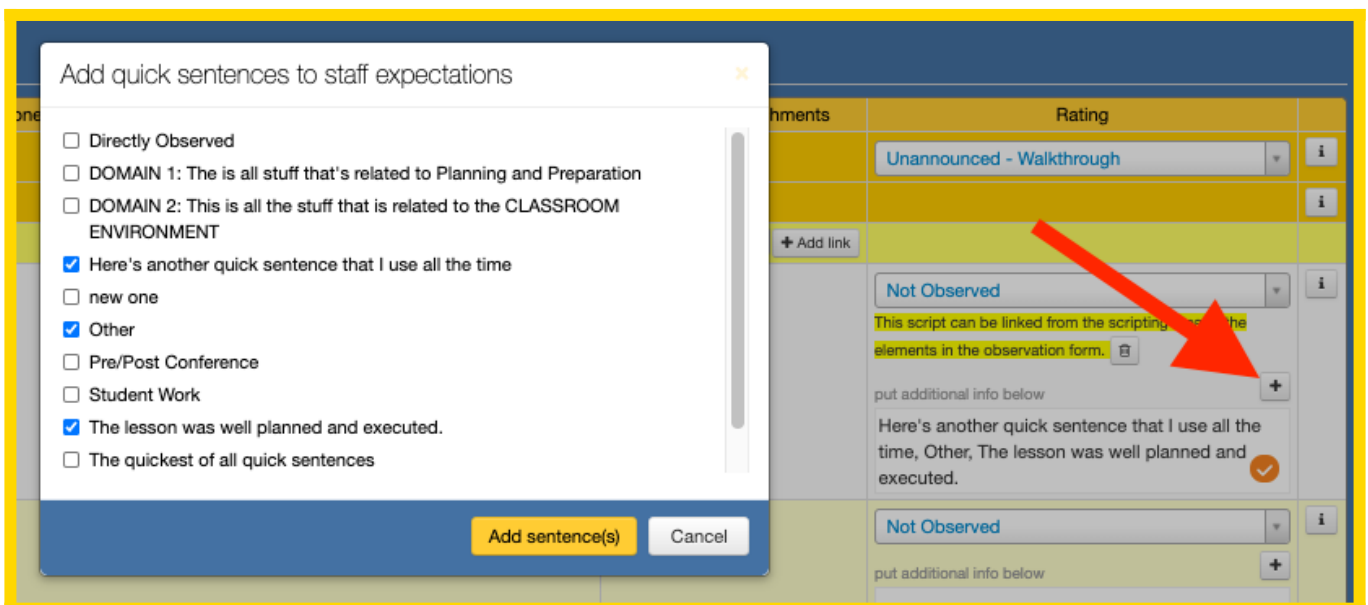 Add quick sentences to staff expectations
Directly Observed
DOMAIN 1: The is all stuff that's related to Planning and Preparation
DOMAIN 2: This is all the stuff that is related to the CLASSROOM
ENVIRONMENT
Here's another quick sentence that I use all the time
new one
Other
Pre/Post Conference
Student Work
The lesson was well planned and executed.
The quickest of all quick sentences
Add sentence(s)
Cancel
Rating
Unannounced - Walkthrough
i
i
+ Add link
Not Observed
i
This script can be linked from the scripting the
elements in the observation form.
put additional info below
+
Here's another quick sentence that I use all the
time, Other, The lesson was well planned and
executed.
Not Observed
i
put additional info below
+